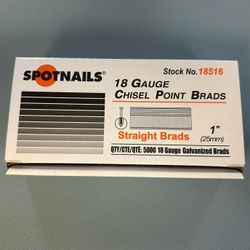 Stock No.18516
SPOTNAILS®
18 GAUGE
CHISEL POINT BRADS
Straight Brads
1"
(25mm)
QTY/CTE/QTÉ: 5000 18 Gauge Galvanized Brads